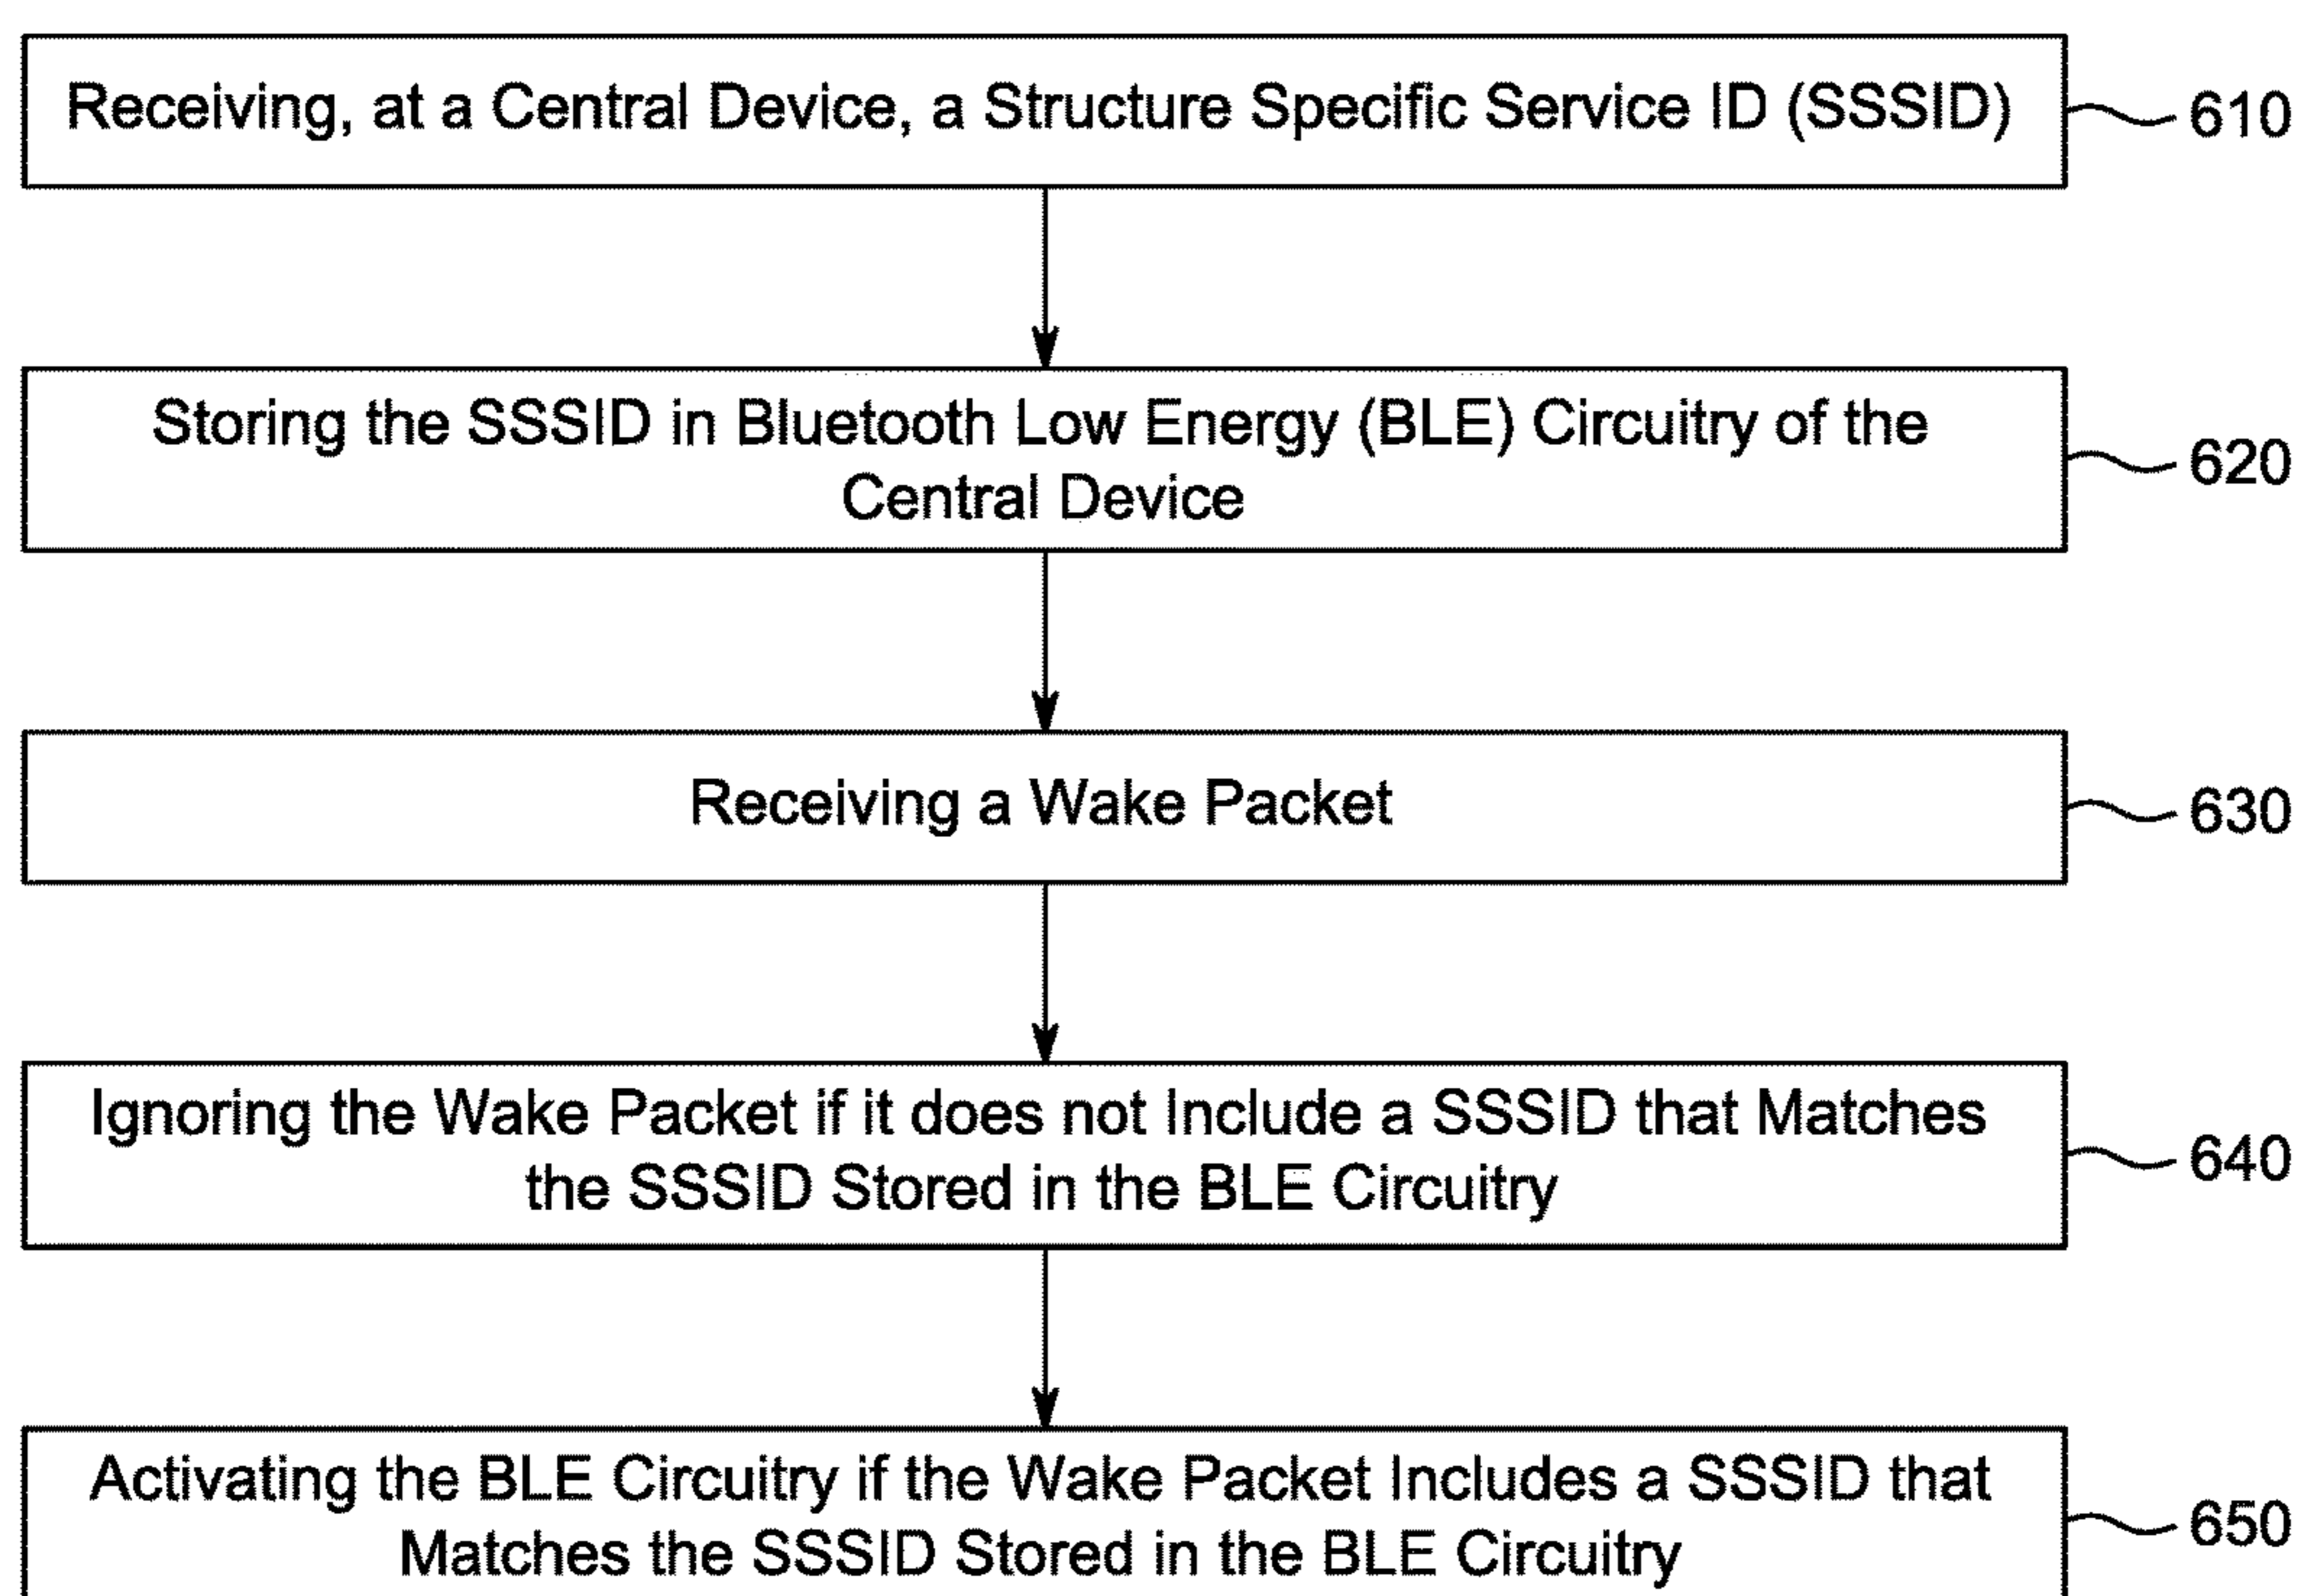 Receiving, at a Central Device, a Structure Specific Service ID (SSSID)
610
Storing the SSSID in Bluetooth Low Energy (BLE) Circuitry of the
Central Device
620
Receiving a Wake Packet
630
Ignoring the Wake Packet if it does not Include a SSSID that Matches
the SSSID Stored in the BLE Circuitry
640
Activating the BLE Circuitry if the Wake Packet Includes a SSSID that
Matches the SSSID Stored in the BLE Circuitry
650